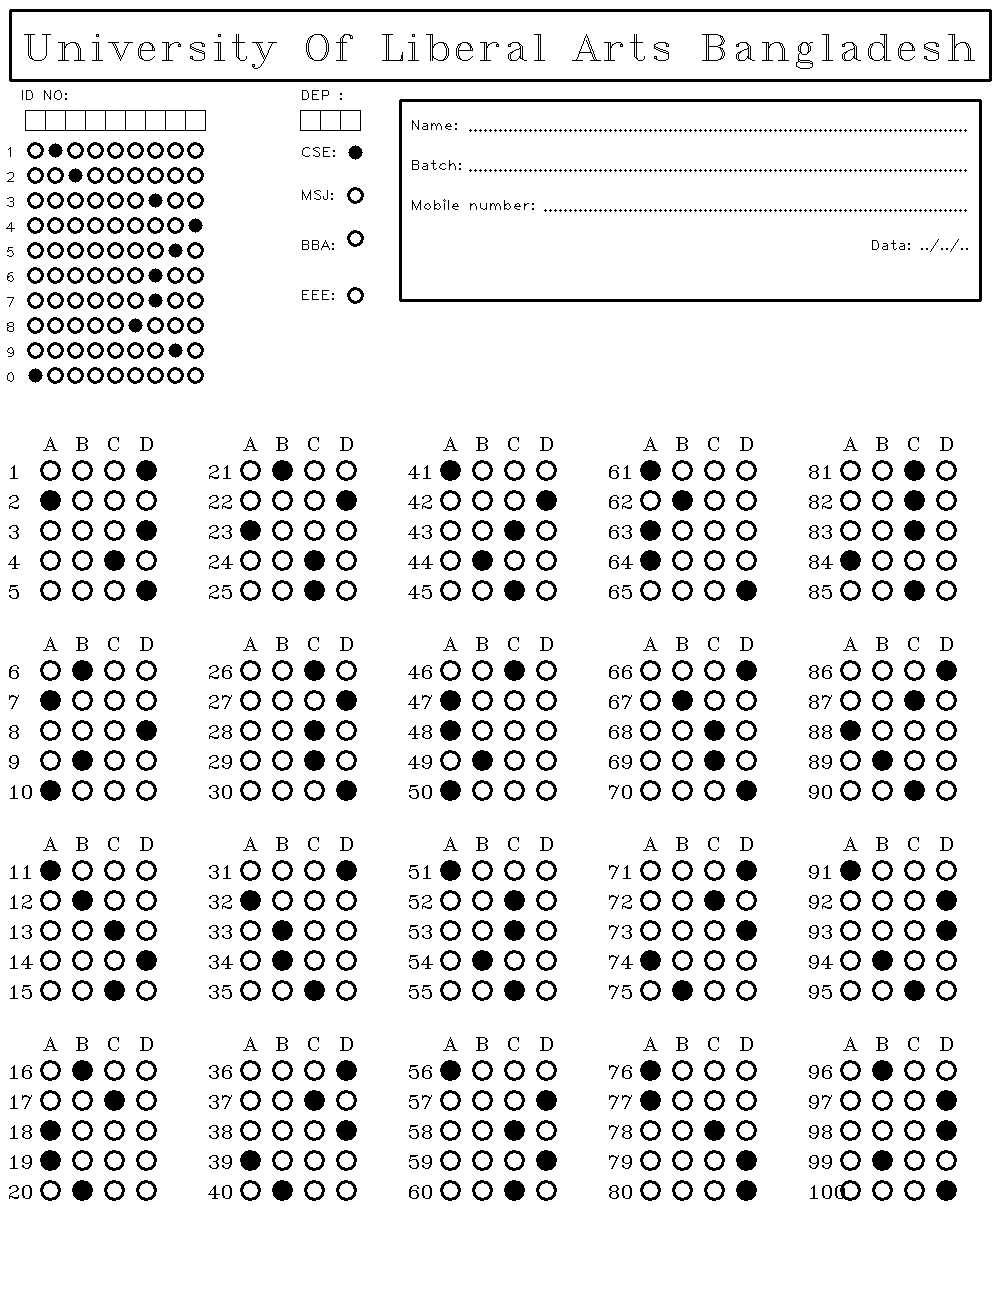 University Of Liberal Arts Bangladesh
ID NO:
DEP :
1
2
3
4
5
6
7
8
9
0
CSE:
MSJ:
BBA:
EEE:
Name: ....................................................................................................
Batch: ....................................................................................................
Mobile number: .....................................................................................
Data: ../../..
A B C D A B C D A B C D A B C D A B C D
1 21 41 61 81
2 22 42 62 82
3 23 43 63 83
4 24 44 64 84
5 25 45 65 85
A B C D A B C D A B C D A B C D A B C D
6 26 46 66 86
7 27 47 67 87
8 28 48 68 88
9 29 49 69 89
10 30 50 70 90
A B C D A B C D A B C D A B C D A B C D
11 31 51 71 91
12 32 52 72 92
13 33 53 73 93
14 34 54 74 94
15 35 55 75 95
A B C D A B C D A B C D A B C D A B C D
16 36 56 76 96
17 37 57 77 97
18 38 58 78 98
19 39 59 79 99
20 40 60 80 100